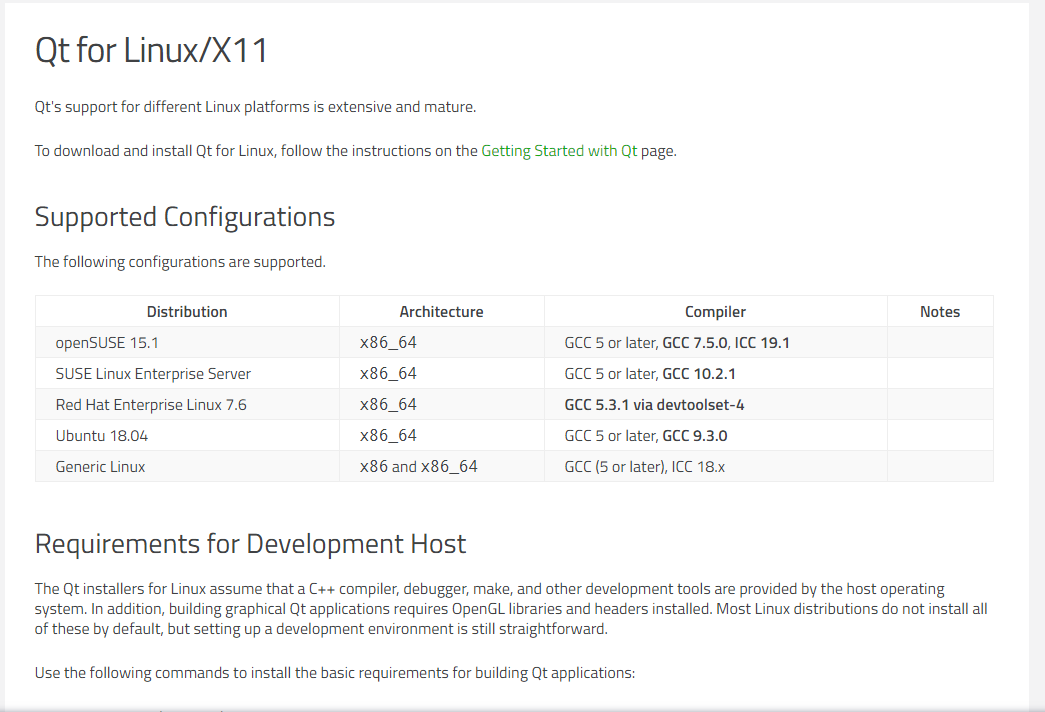 Qt for Linux/X11
Qt's support for different Linux platforms is extensive and mature.
To download and install Qt for Linux, follow the instructions on the Getting Started with Qt page.
Supported Configurations
The following configurations are supported.
Distribution Architecture Compiler Notes
openSUSE 15.1 x86_64 GCC 5 or later, GCC 7.5.0, ICC 19.1
SUSE Linux Enterprise Server x86_64 GCC 5 or later, GCC 10.2.1
Red Hat Enterprise Linux 7.6 x86_64 GCC 5.3.1 via devtoolset-4
Ubuntu 18.04 x86_64 GCC 5 or later, GCC 9.3.0
Generic Linux x86 and x86_64 GCC (5 or later), ICC 18.x
Requirements for Development Host
The Qt installers for Linux assume that a C++ compiler, debugger, make, and other development tools are provided by the host operating
system. In addition, building graphical Qt applications requires OpenGL libraries and headers installed. Most Linux distributions do not install all
of these by default, but setting up a development environment is still straightforward.
Use the following commands to install the basic requirements for building Qt applications: